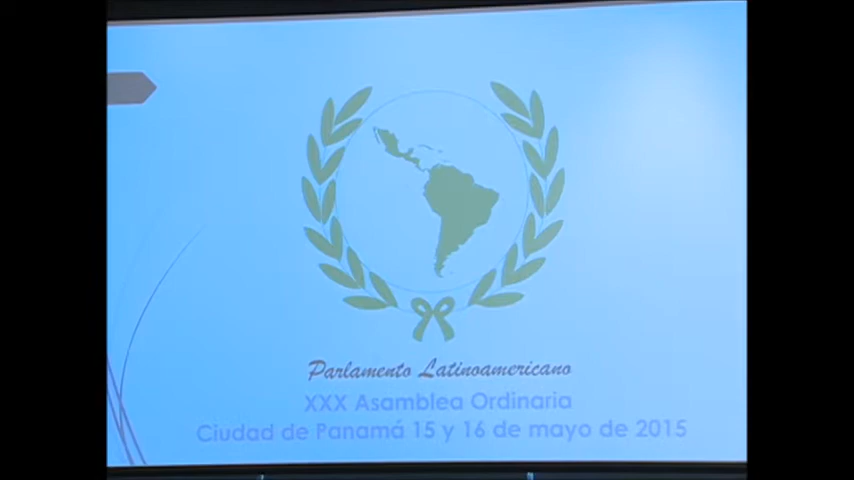 Parlamento Latinoamericano
XXX Asamblea Ordinaria
Ciudad de Panamá 15 y 16 de mayo de 2015